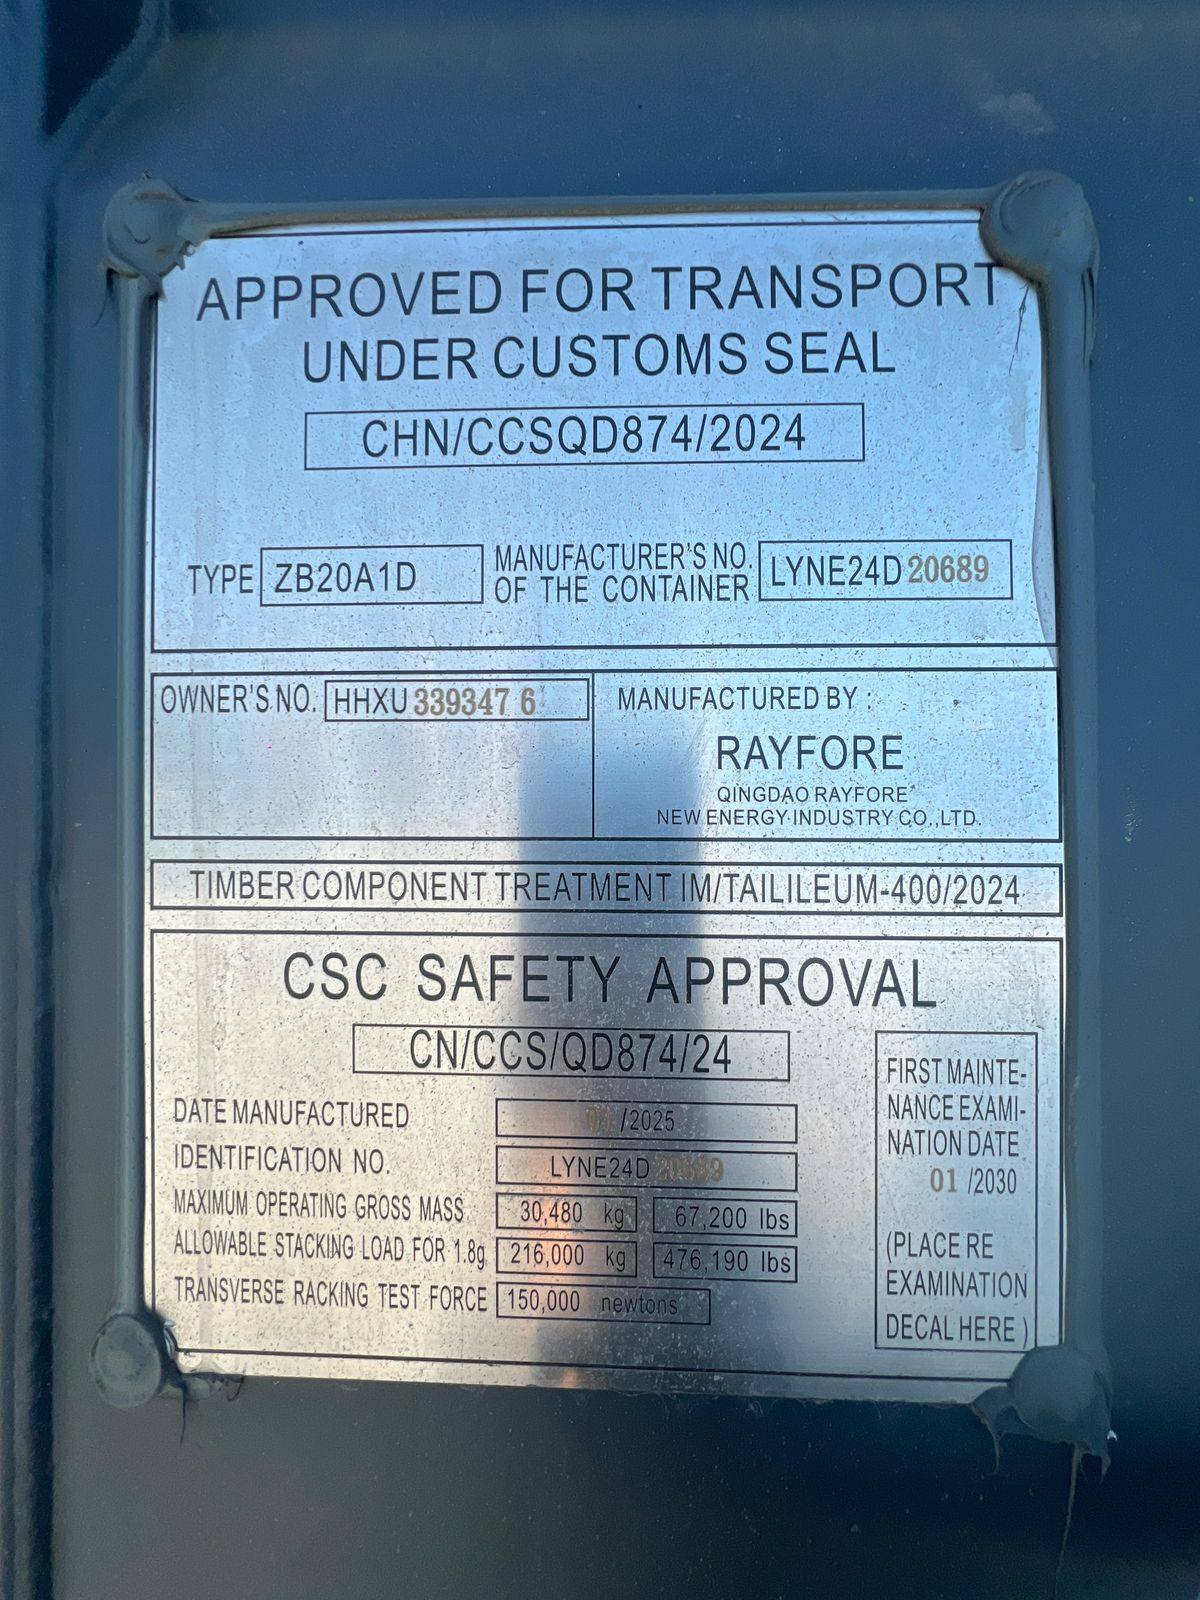 APPROVED FOR TRANSPORT
UNDER CUSTOMS SEAL
CHN/CCSQD874/2024
TYPE ZB20A1D
MANUFACTURER'S NO.
OF THE CONTAINER
LYNE24D 20689
OWNER'S NO. HHXU 339347 6
MANUFACTURED BY :
RAYFORE
QINGDAO RAYFORE
NEW ENERGY INDUSTRY CO.,LTD.
TIMBER COMPONENT TREATMENT IM/TAILILEUM-400/2024
CSC SAFETY APPROVAL
CN/CCS/QD874/24
DATE MANUFACTURED 01/2025
IDENTIFICATION NO. LYNE24D 20689
MAXIMUM OPERATING GROSS MASS 30,480 kg 67,200 lbs
ALLOWABLE STACKING LOAD FOR 1.8g 216,000 kg 476,190 lbs
TRANSVERSE RACKING TEST FORCE 150,000 newtons
FIRST MAINTE-
NANCE EXAMI-
NATION DATE
01 /2030
(PLACE RE
EXAMINATION
DECAL HERE )